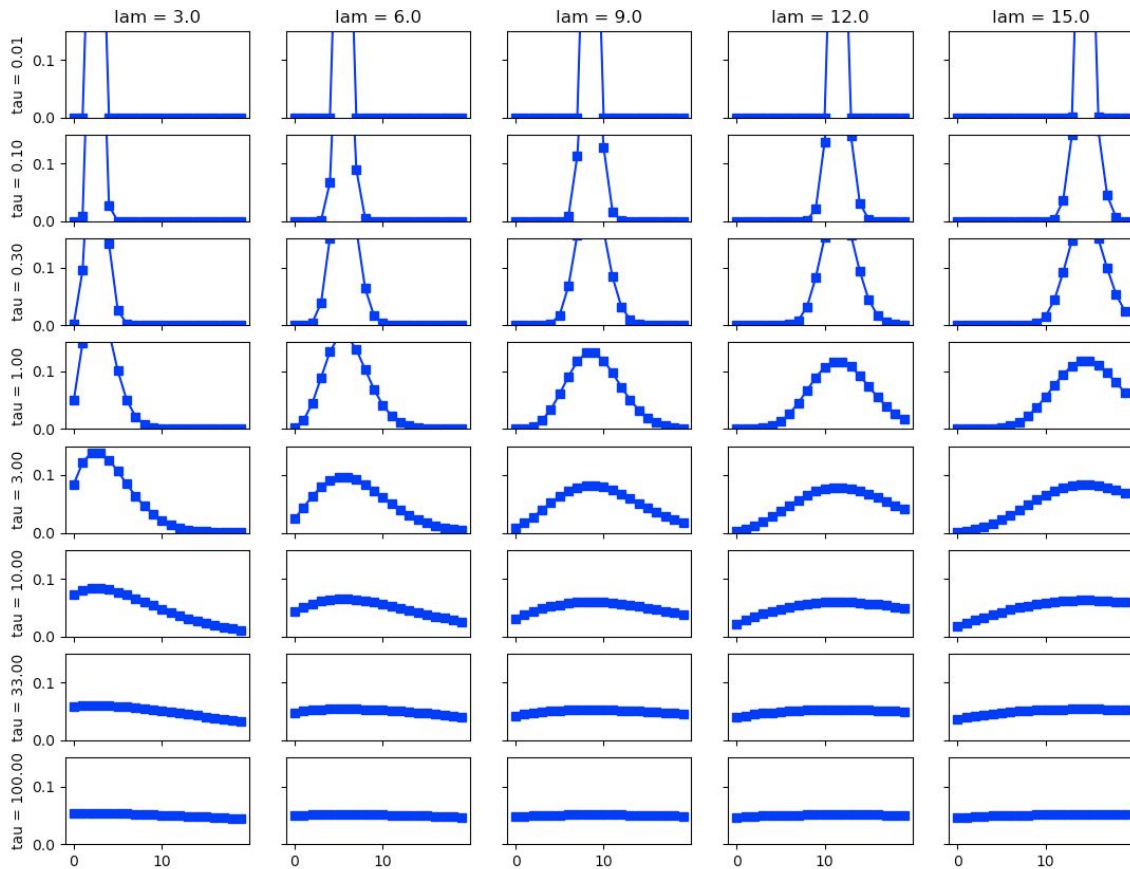 lam = 3.0
lam = 6.0
lam = 9.0
lam = 12.0
lam = 15.0
tau = 0.01
0.1
0.0
tau = 0.10
0.1
0.0
tau = 0.30
0.1
0.0
tau = 1.00
0.1
0.0
tau = 3.00
0.1
0.0
tau = 10.00
0.1
0.0
tau = 33.00
0.1
0.0
tau = 100.00
0.1
0.0
0 10
0 10
0 10
0 10
0 10